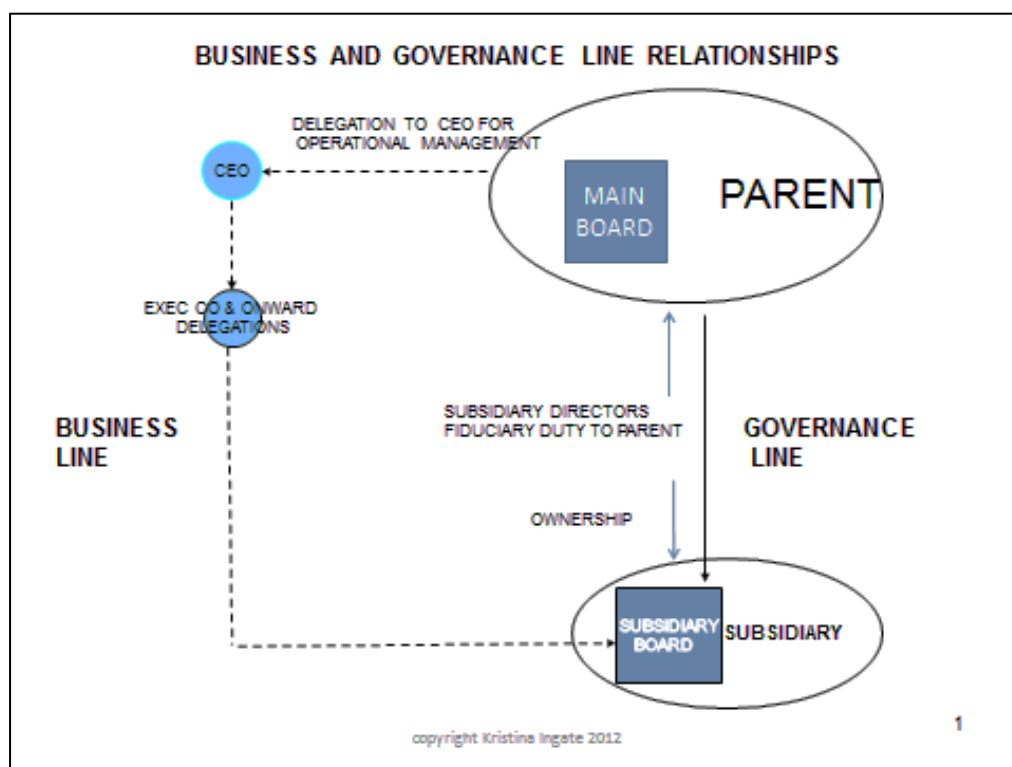 BUSINESS AND GOVERNANCE LINE RELATIONSHIPS
DELEGATION TO CEO FOR
OPERATIONAL MANAGEMENT
CEO
MAIN
BOARD
PARENT
EXEC CO & ONWARD
DELEGATIONS
BUSINESS
LINE
SUBSIDIARY DIRECTORS
FIDUCIARY DUTY TO PARENT
GOVERNANCE
LINE
OWNERSHIP
SUBSIDIARY
BOARD
SUBSIDIARY
copyright Kristina Ingate 2012
1